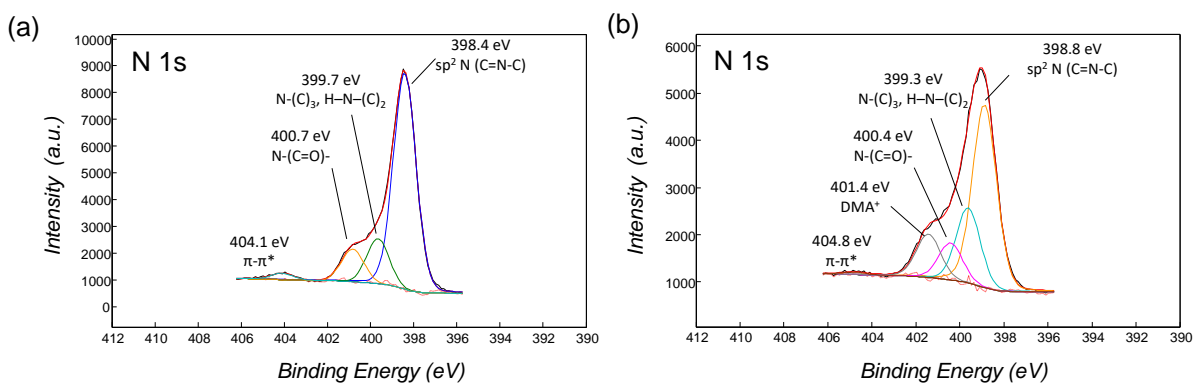 (a)
N 1s
398.4 eV
sp² N (C=N-C)
399.7 eV
N-(C)₃, H–N–(C)₂
400.7 eV
N-(C=O)-
404.1 eV
π-π*
Intensity (a.u.)
10000
9000
8000
7000
6000
5000
4000
3000
2000
1000
0
412 410 408 406 404 402 400 398 396 394 392 390
Binding Energy (eV)
(b)
N 1s
398.8 eV
sp² N (C=N-C)
399.3 eV
N-(C)₃, H–N–(C)₂
400.4 eV
N-(C=O)-
401.4 eV
DMA⁺
404.8 eV
π-π*
Intensity (a.u.)
6000
5000
4000
3000
2000
1000
412 410 408 406 404 402 400 398 396 394 392 390
Binding Energy (eV)